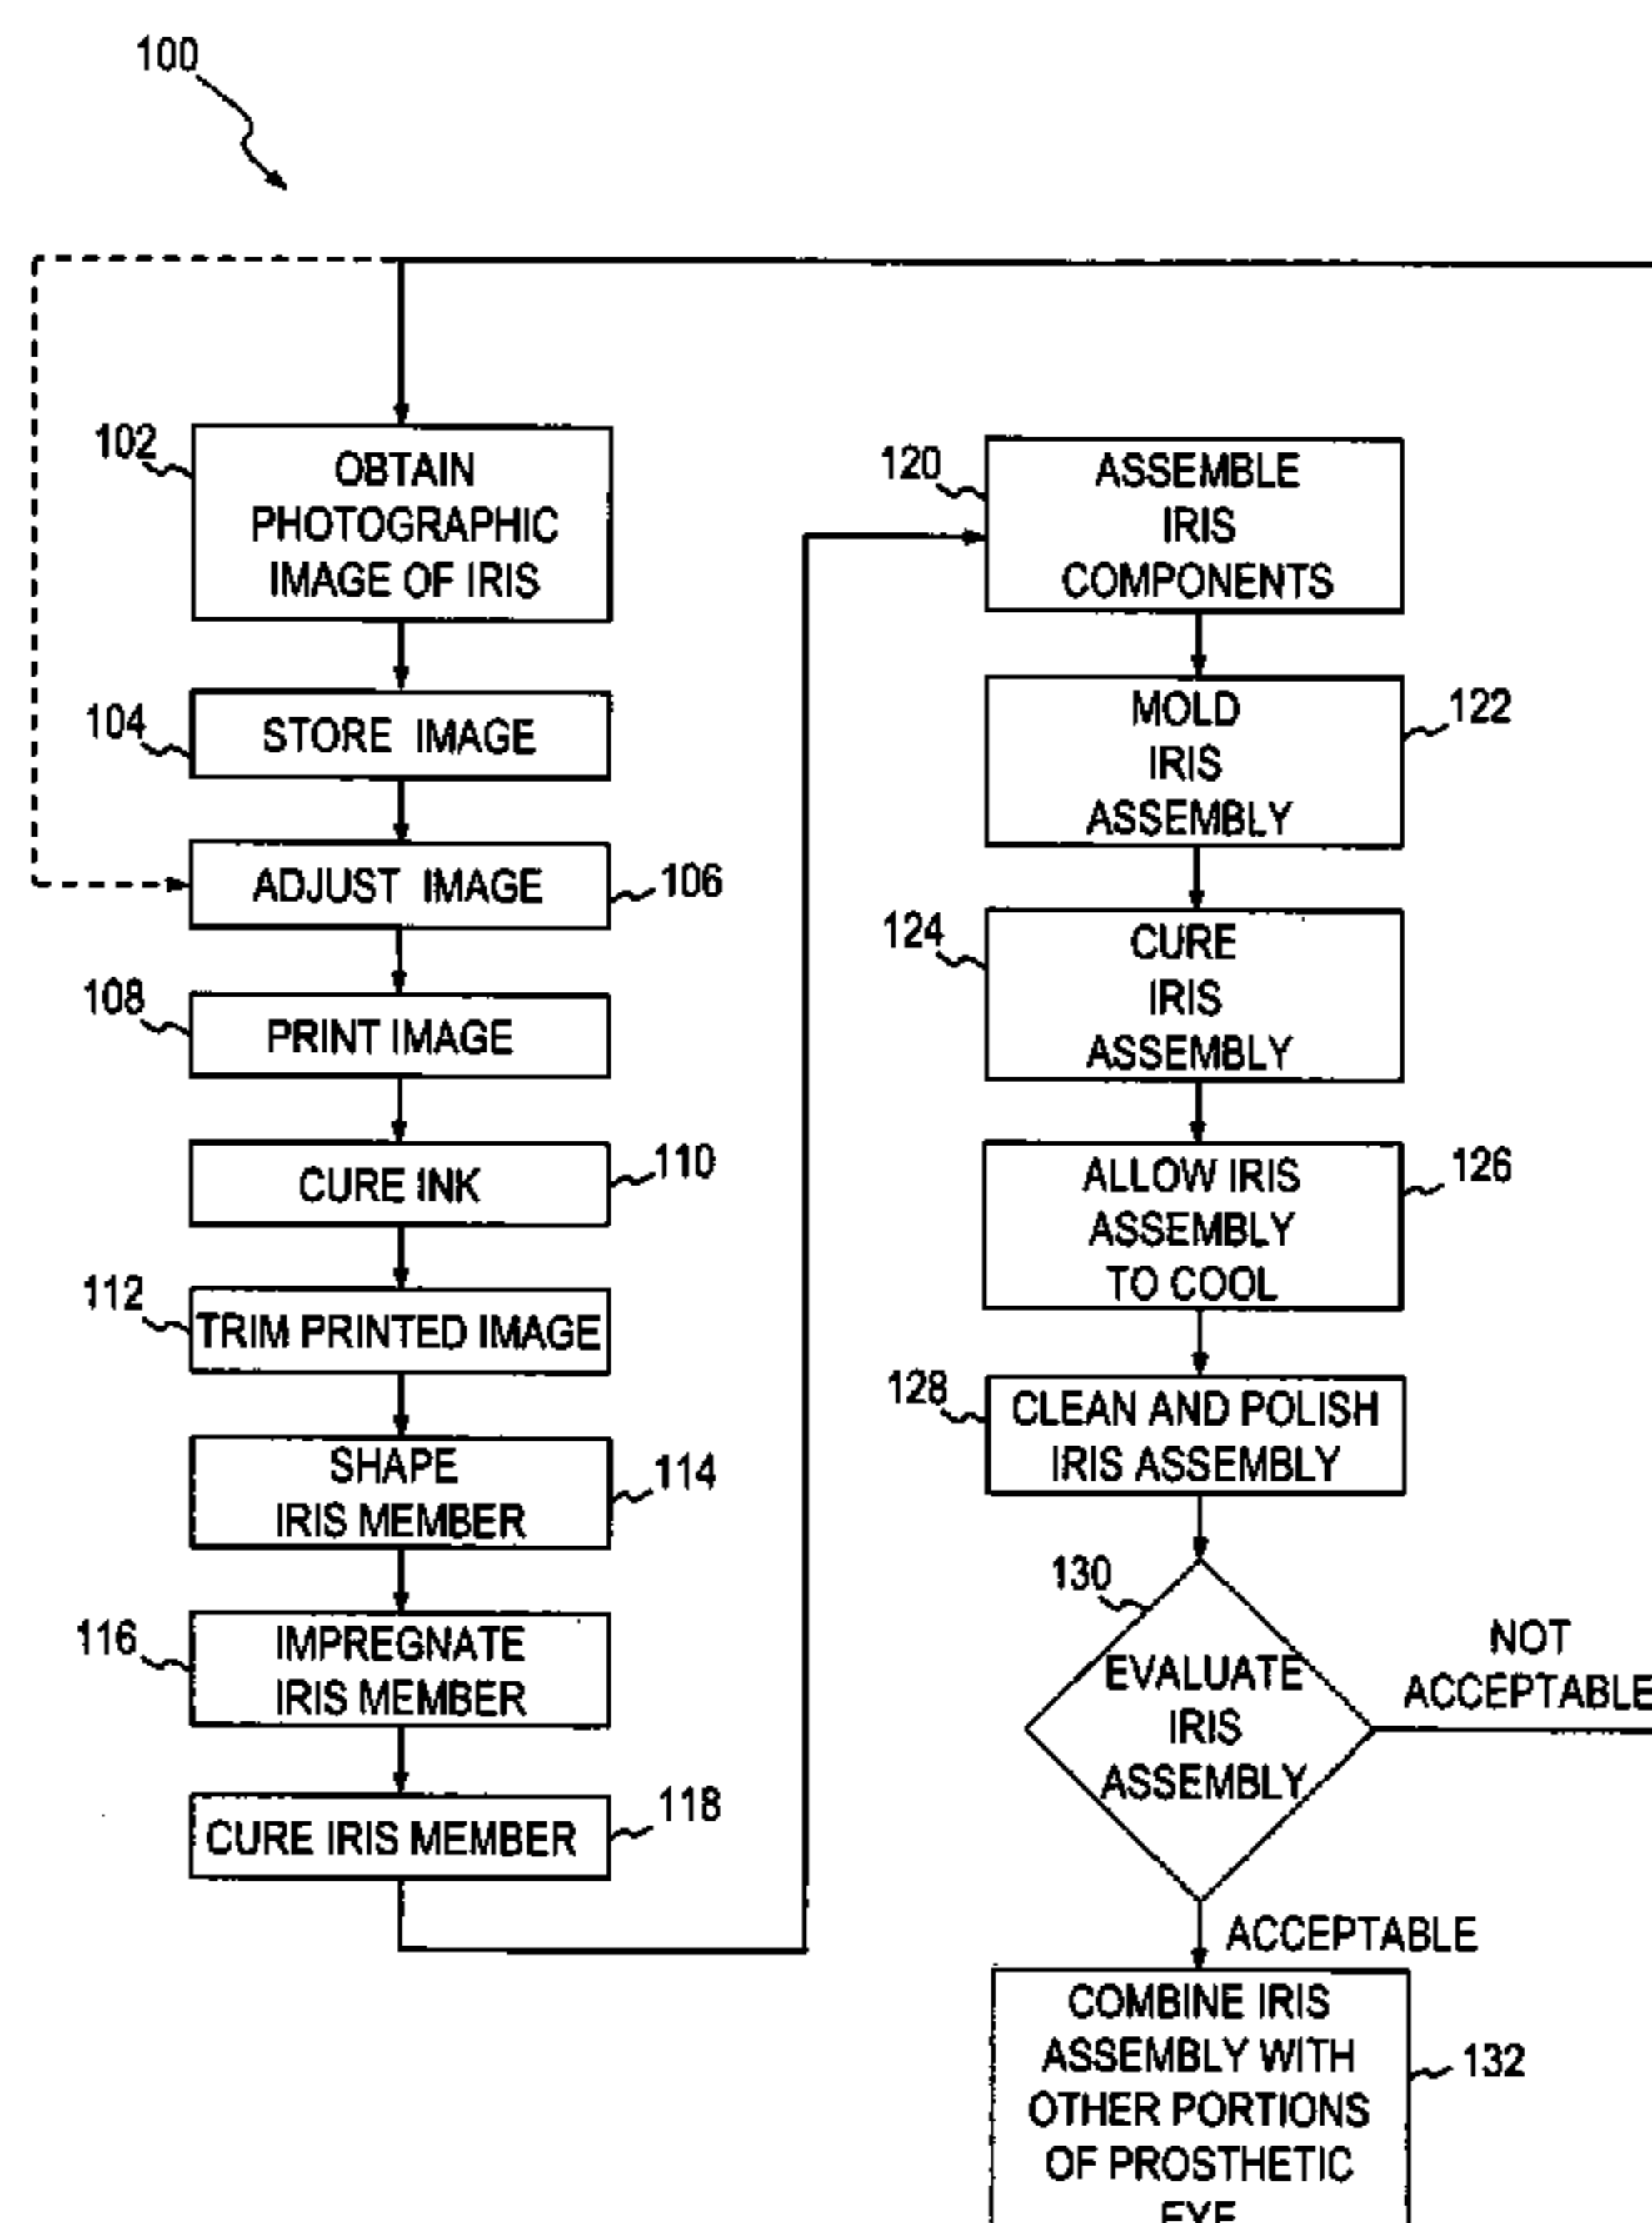 100
102
OBTAIN
PHOTOGRAPHIC
IMAGE OF IRIS
104
STORE IMAGE
ADJUST IMAGE
106
108
PRINT IMAGE
CURE INK
110
112
TRIM PRINTED IMAGE
SHAPE
IRIS MEMBER
114
116
IMPREGNATE
IRIS MEMBER
CURE IRIS MEMBER
118
120
ASSEMBLE
IRIS
COMPONENTS
MOLD
IRIS
ASSEMBLY
122
124
CURE
IRIS
ASSEMBLY
ALLOW IRIS
ASSEMBLY
TO COOL
126
128
CLEAN AND POLISH
IRIS ASSEMBLY
130
EVALUATE
IRIS
ASSEMBLY
NOT
ACCEPTABLE
ACCEPTABLE
COMBINE IRIS
ASSEMBLY WITH
OTHER PORTIONS
OF PROSTHETIC
EYE
132